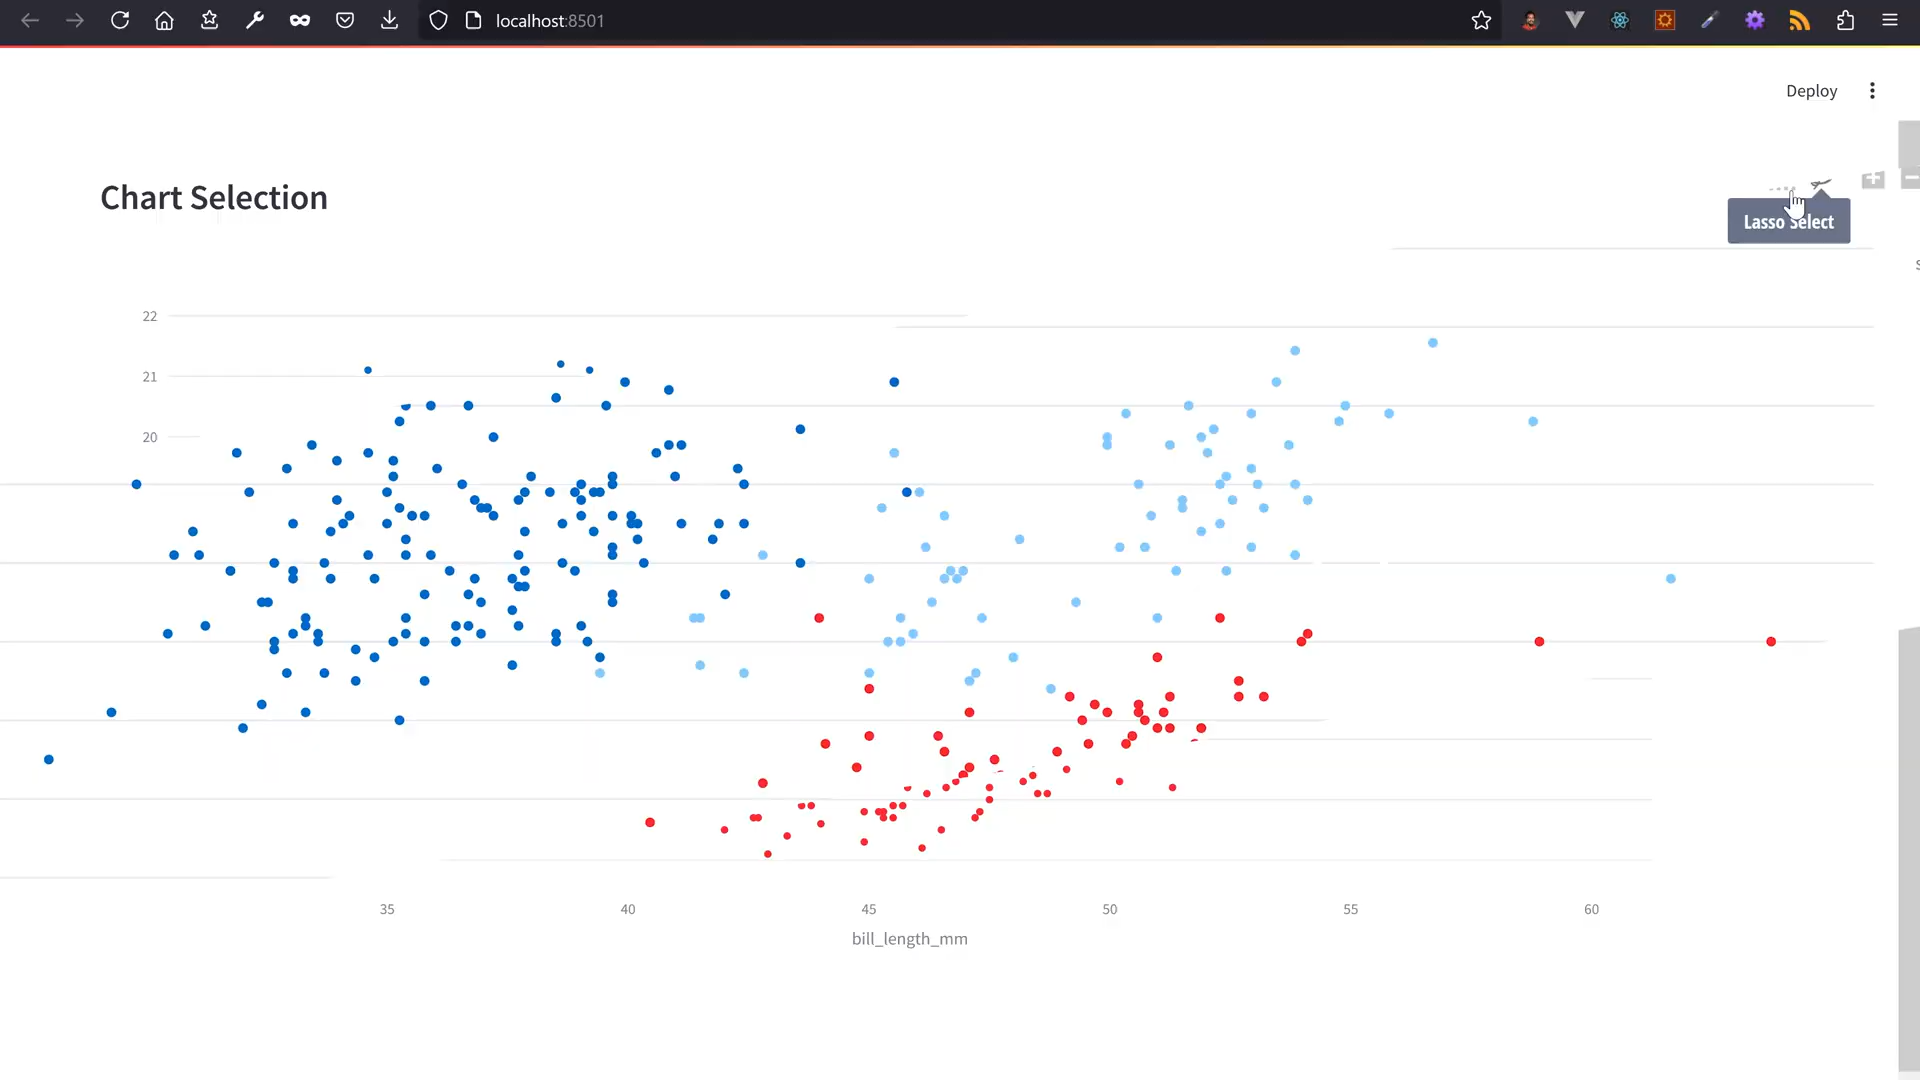 localhost:8501
Deploy
Chart Selection
Lasso Select
22
21
20
35 40 45 50 55 60
bill_length_mm